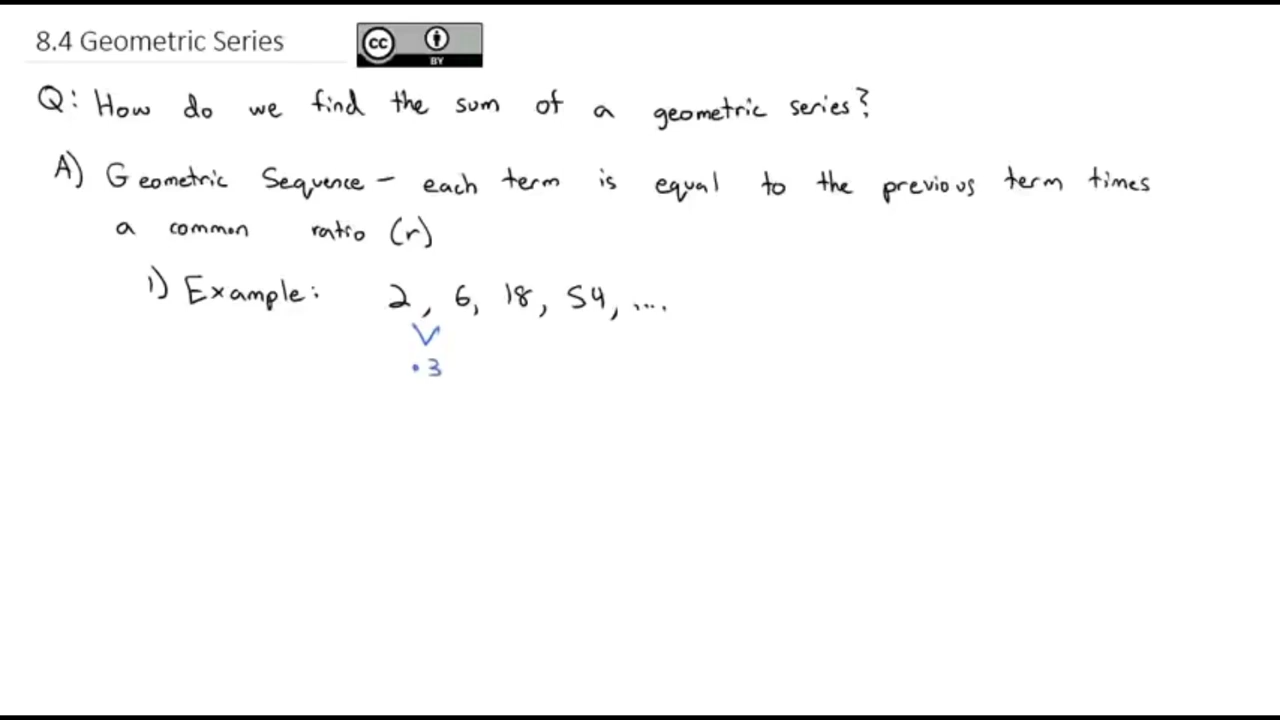 8.4 Geometric Series
cc BY
Q: How do we find the sum of a geometric series?
A) Geometric Sequence - each term is equal to the previous term times
a common ratio (r)
1) Example: 2, 6, 18, 54, ....
• 3